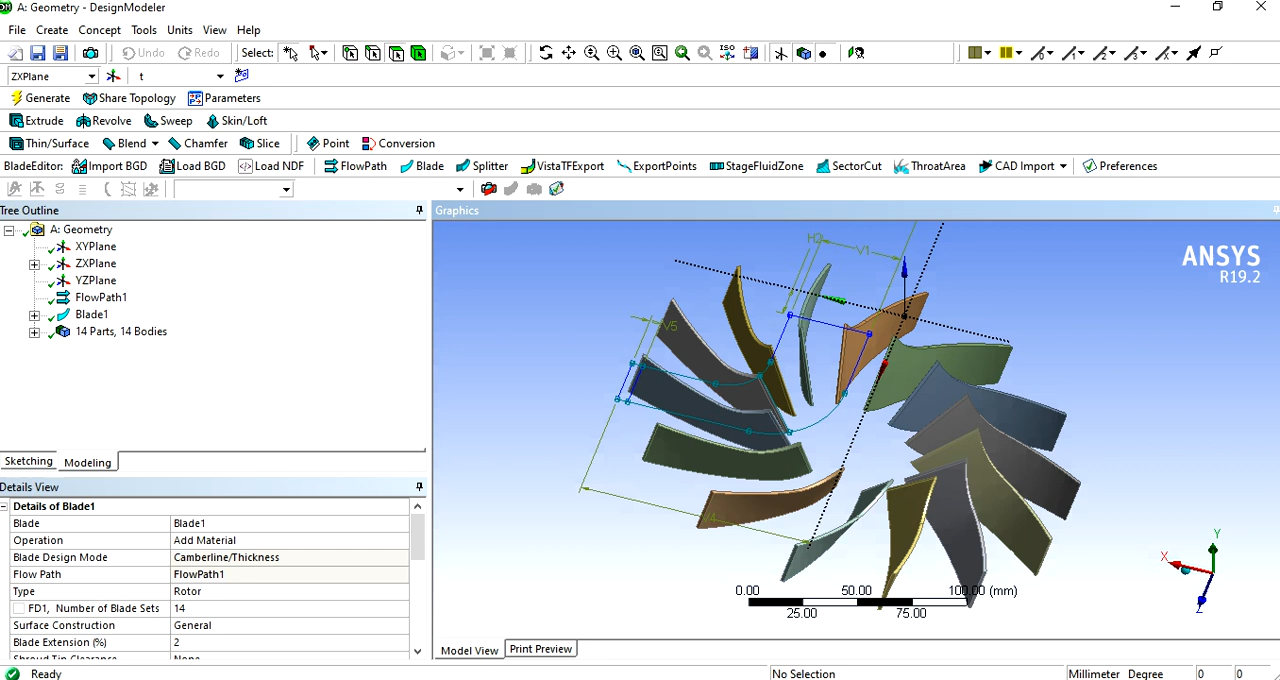 A: Geometry - DesignModeler
File Create Concept Tools Units View Help
Undo Redo Select: ISO
ZXPlane t
Generate Share Topology Parameters
Extrude Revolve Sweep Skin/Loft
Thin/Surface Blend Chamfer Slice Point Conversion
BladeEditor: Import BGD Load BGD Load NDF FlowPath Blade Splitter VistaTFExport ExportPoints StageFluidZone SectorCut ThroatArea CAD Import Preferences
Tree Outline
A: Geometry
XYPlane
ZXPlane
YZPlane
FlowPath1
Blade1
14 Parts, 14 Bodies
Sketching Modeling
Details View
Details of Blade1
Blade Blade1
Operation Add Material
Blade Design Mode Camberline/Thickness
Flow Path FlowPath1
Type Rotor
FD1, Number of Blade Sets 14
Surface Construction General
Blade Extension (%) 2
Shroud Tip Clearance None
Graphics
ANSYS
R19.2
H2
V1
V5
X
Y
Z
0.00 50.00 100.00 (mm)
25.00 75.00
Model View Print Preview
Ready No Selection Millimeter Degree 0 0